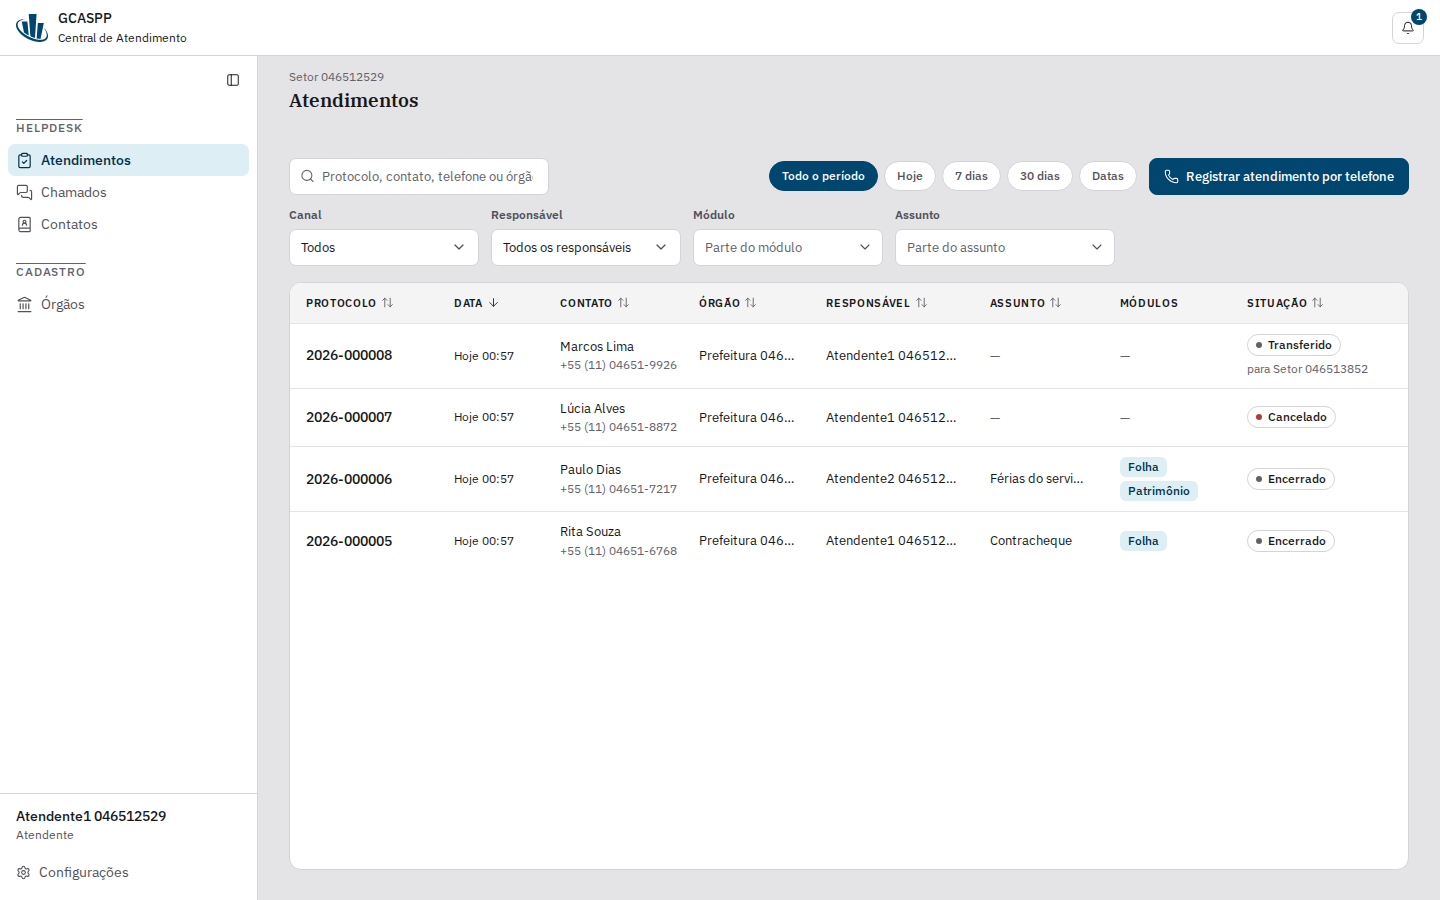 GCASPP
Central de Atendimento
1
HELPDESK
Atendimentos
Chamados
Contatos
CADASTRO
Órgãos
Atendente1 046512529
Atendente
Configurações
Setor 046512529
Atendimentos
Protocolo, contato, telefone ou órgã
Todo o período
Hoje
7 dias
30 dias
Datas
Registrar atendimento por telefone
Canal
Responsável
Módulo
Assunto
Todos
Todos os responsáveis
Parte do módulo
Parte do assunto
PROTOCOLO DATA CONTATO ÓRGÃO RESPONSÁVEL ASSUNTO MÓDULOS SITUAÇÃO
2026-000008 Hoje 00:57 Marcos Lima Prefeitura 046... Atendente1 046512... — — Transferido
+55 (11) 04651-9926 para Setor 046513852
2026-000007 Hoje 00:57 Lúcia Alves Prefeitura 046... Atendente1 046512... — — Cancelado
+55 (11) 04651-8872
2026-000006 Hoje 00:57 Paulo Dias Prefeitura 046... Atendente2 046512... Férias do servi... Folha Encerrado
+55 (11) 04651-7217 Patrimônio
2026-000005 Hoje 00:57 Rita Souza Prefeitura 046... Atendente1 046512... Contracheque Folha Encerrado
+55 (11) 04651-6768